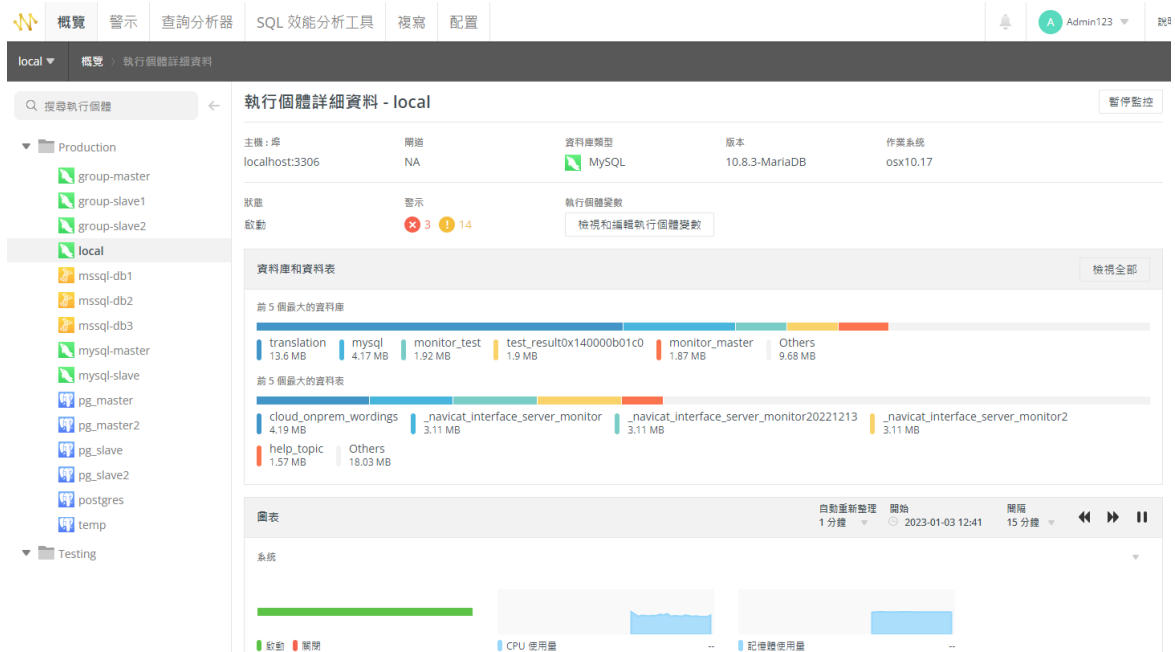 概覽 警示 查詢分析器 SQL 效能分析工具 複寫 配置 A Admin123
local 概覽 執行個體詳細資料
搜尋執行個體
Production
group-master
group-slave1
group-slave2
local
mssql-db1
mssql-db2
mssql-db3
mysql-master
mysql-slave
pg_master
pg_master2
pg_slave
pg_slave2
postgres
temp
Testing
執行個體詳細資料 - local 暫停監控
主機 : 埠 閘道 資料庫類型 版本 作業系統
localhost:3306 NA MySQL 10.8.3-MariaDB osx10.17
狀態 警示 執行個體變數
啟動 3 14 檢視和編輯執行個體變數
資料庫和資料表 檢視全部
前 5 個最大的資料庫
translation mysql monitor_test test_result0x140000b01c0 monitor_master Others
13.6 MB 4.17 MB 1.92 MB 1.9 MB 1.87 MB 9.68 MB
前 5 個最大的資料表
cloud_onprem_wordings _navicat_interface_server_monitor _navicat_interface_server_monitor20221213 _navicat_interface_server_monitor2
4.19 MB 3.11 MB 3.11 MB 3.11 MB
help_topic Others
1.57 MB 18.03 MB
圖表
自動重新整理 開始 間隔
1 分鐘 2023-01-03 12:41 15 分鐘
系統
啟動 關閉 CPU 使用量 -- 記憶體使用量 --